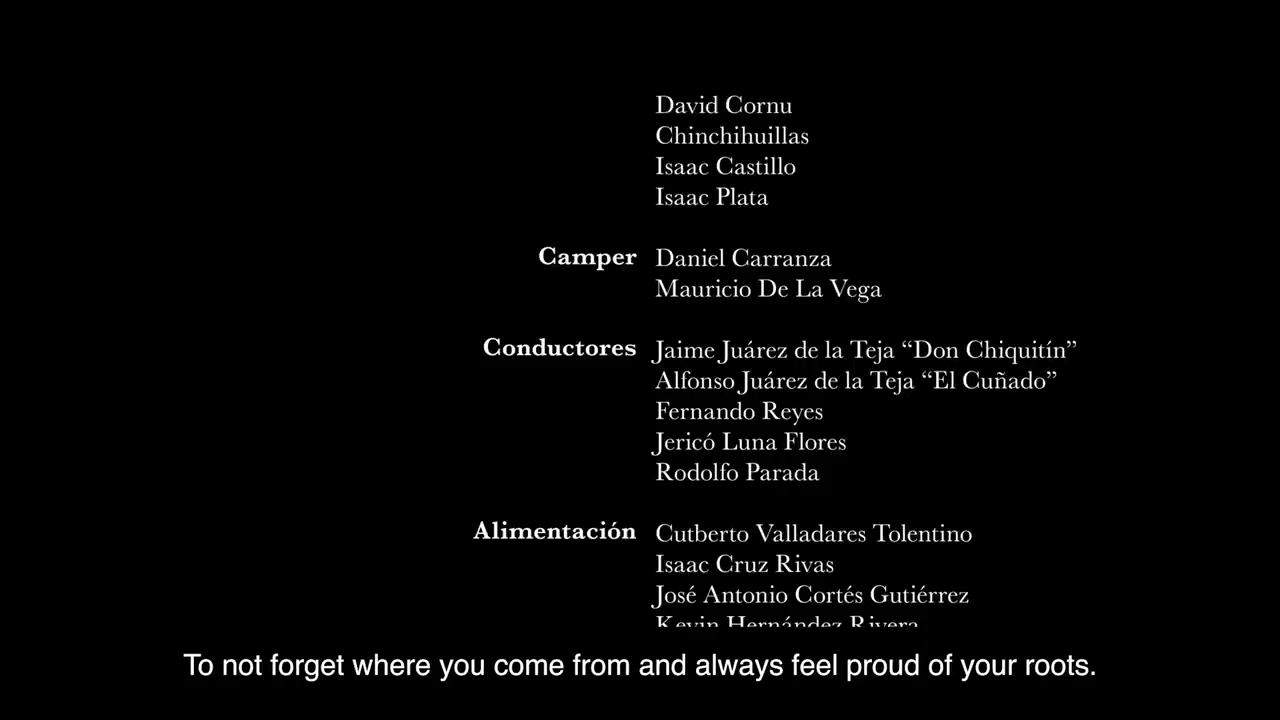 David Cornu
Chinchihuillas
Isaac Castillo
Isaac Plata
Camper Daniel Carranza
Mauricio De La Vega
Conductores Jaime Juárez de la Teja “Don Chiquitín”
Alfonso Juárez de la Teja “El Cuñado”
Fernando Reyes
Jericó Luna Flores
Rodolfo Parada
Alimentación Cutberto Valladares Tolentino
Isaac Cruz Rivas
José Antonio Cortés Gutiérrez
Kevin Hernández Rivera
To not forget where you come from and always feel proud of your roots.